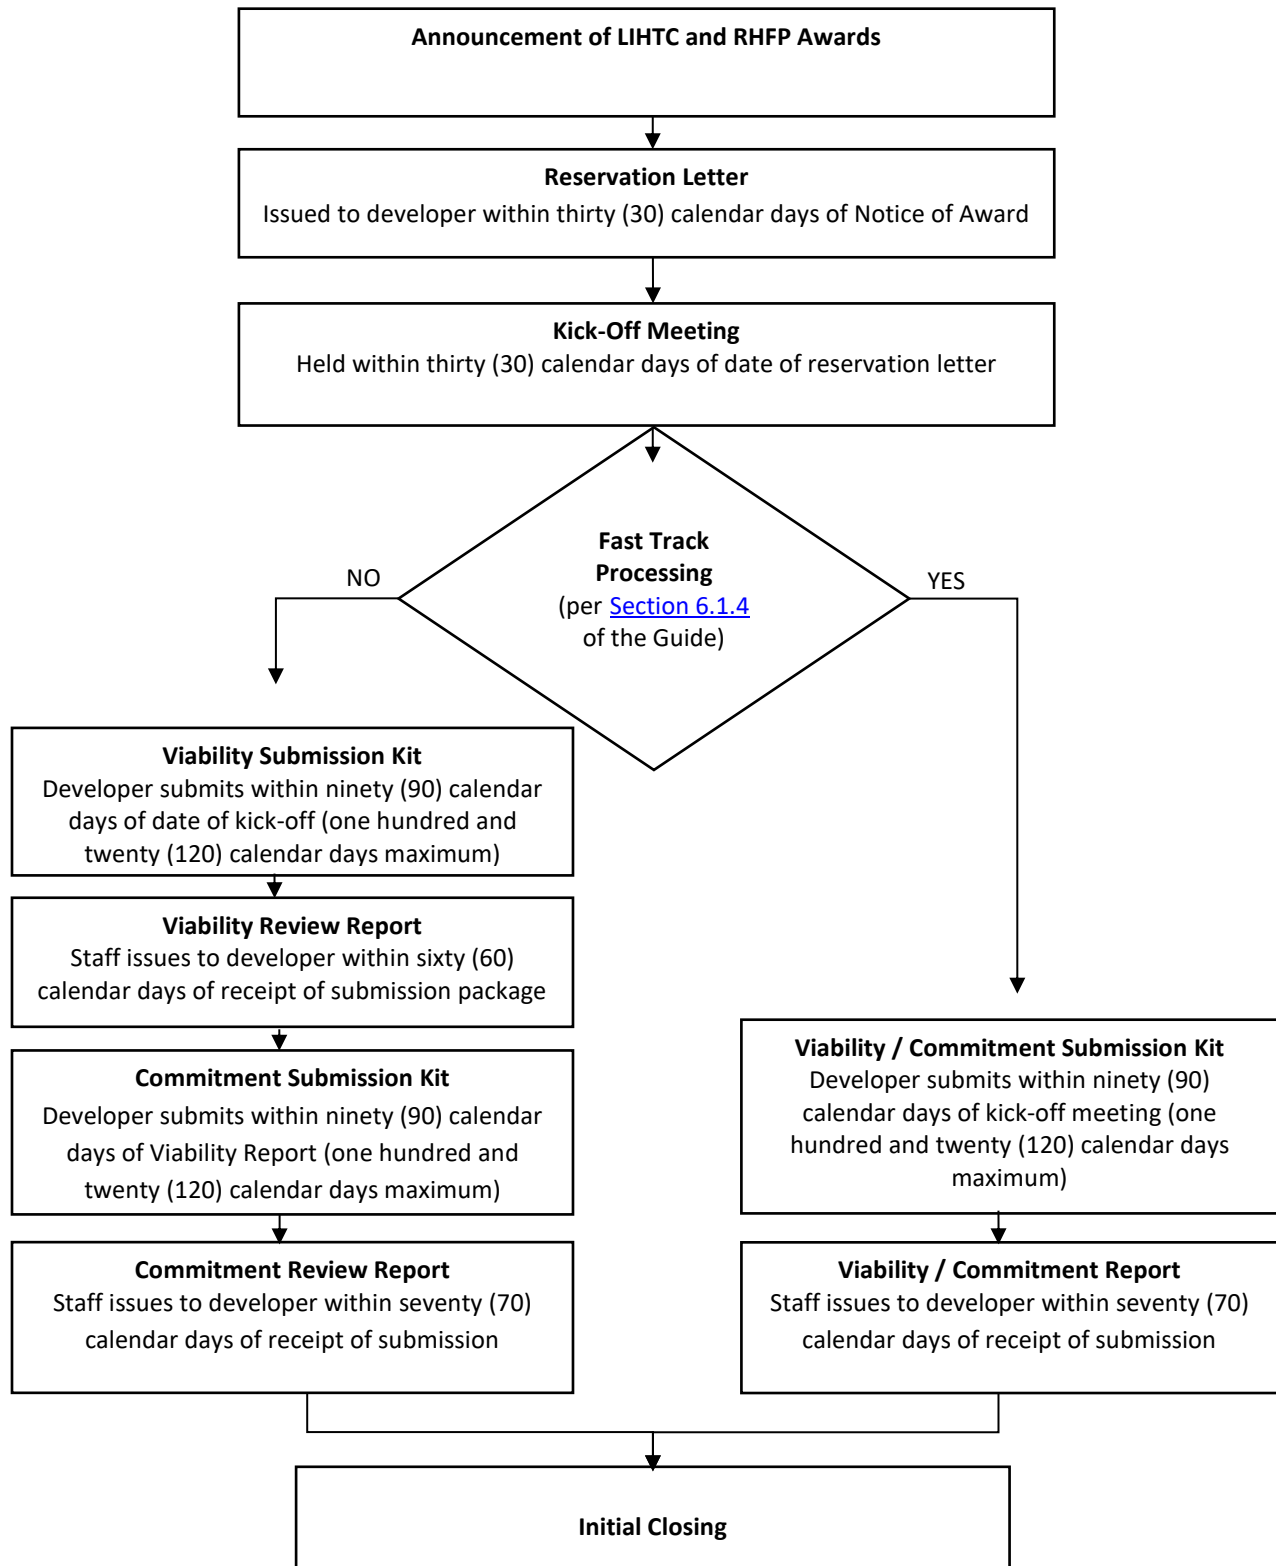 Announcement of LIHTC and RHFP Awards
Reservation Letter
Issued to developer within thirty (30) calendar days of Notice of Award
Kick-Off Meeting
Held within thirty (30) calendar days of date of reservation letter
Fast Track
Processing
(per Section 6.1.4
of the Guide)
NO
YES
Viability Submission Kit
Developer submits within ninety (90) calendar
days of date of kick-off (one hundred and
twenty (120) calendar days maximum)
Viability Review Report
Staff issues to developer within sixty (60)
calendar days of receipt of submission package
Commitment Submission Kit
Developer submits within ninety (90) calendar
days of Viability Report (one hundred and
twenty (120) calendar days maximum)
Commitment Review Report
Staff issues to developer within seventy (70)
calendar days of receipt of submission
Viability / Commitment Submission Kit
Developer submits within ninety (90)
calendar days of kick-off meeting (one
hundred and twenty (120) calendar days
maximum)
Viability / Commitment Report
Staff issues to developer within seventy (70)
calendar days of receipt of submission
Initial Closing